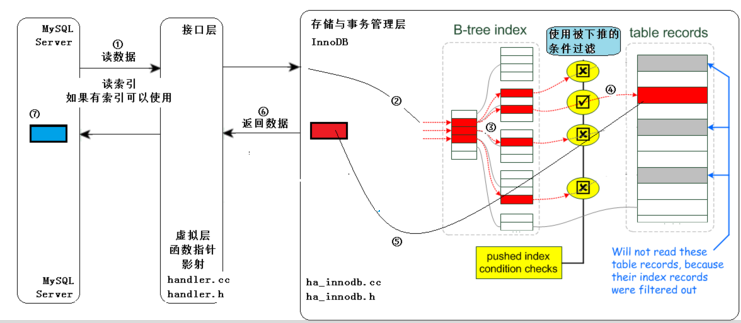 MySQL
Server
①
读数据
读索引
如果有索引可以使用
⑦
MySQL
Server
接口层
虚拟层
函数指针
影射
handler.cc
handler.h
⑥
返回数据
存储与事务管理层
InnoDB
②
③
④
⑤
ha_innodb.cc
ha_innodb.h
B-tree index
使用被下推的
条件过滤
table records
pushed index
condition checks
Will not read these
table records, because
their index records
were filtered out